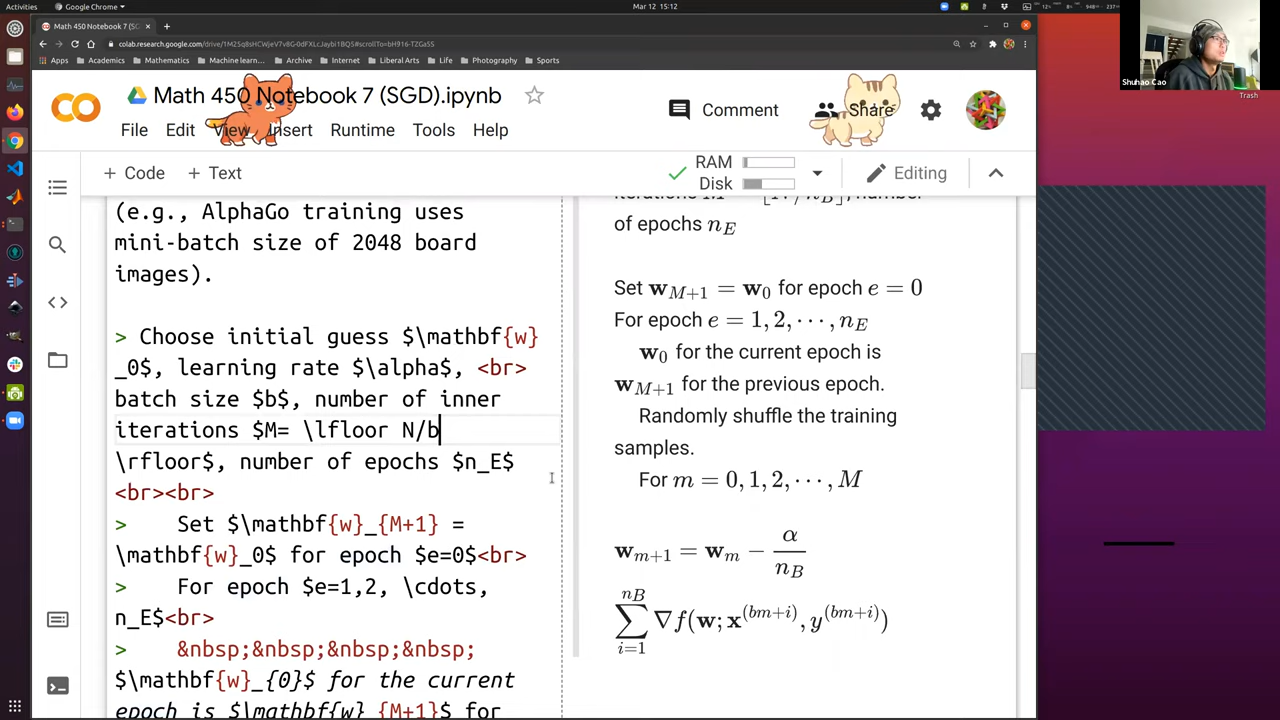 Activities
Google Chrome
Mar 12 15:12
Math 450 Notebook 7 (SGD)
colab.research.google.com/drive/
Apps
Academics
Mathematics
Machine learn...
Archive
Internet
Liberal Arts
Life
Photography
Sports
Shuhao Cao
Trash
Math 450 Notebook 7 (SGD).ipynb
Comment
Share
File Edit View Insert Runtime Tools Help
+ Code + Text
RAM
Disk
Editing
(e.g., AlphaGo training uses
mini-batch size of 2048 board
images).
> Choose initial guess $\mathbf{w}
_0$, learning rate $\alpha$, <br>
batch size $b$, number of inner
iterations $M= \lfloor N/b
\rfloor$, number of epochs $n_E$
<br><br>
> Set $\mathbf{w}_{M+1} =
\mathbf{w}_0$ for epoch $e=0$<br>
> For epoch $e=1,2, \cdots,
n_E$<br>
> &nbsp;&nbsp;&nbsp;&nbsp;
$\mathbf{w}_{0}$ for the current
epoch is $\mathbf{w}_{M+1}$ for
of epochs n_E
Set w_{M+1} = w_0 for epoch e = 0
For epoch e = 1, 2, ⋯, n_E
w_0 for the current epoch is
w_{M+1} for the previous epoch.
Randomly shuffle the training
samples.
For m = 0, 1, 2, ⋯, M
w_{m+1} = w_m − α/n_B
∑_{i=1}^{n_B} ∇f(w; x^{(bm+i)}, y^{(bm+i)})